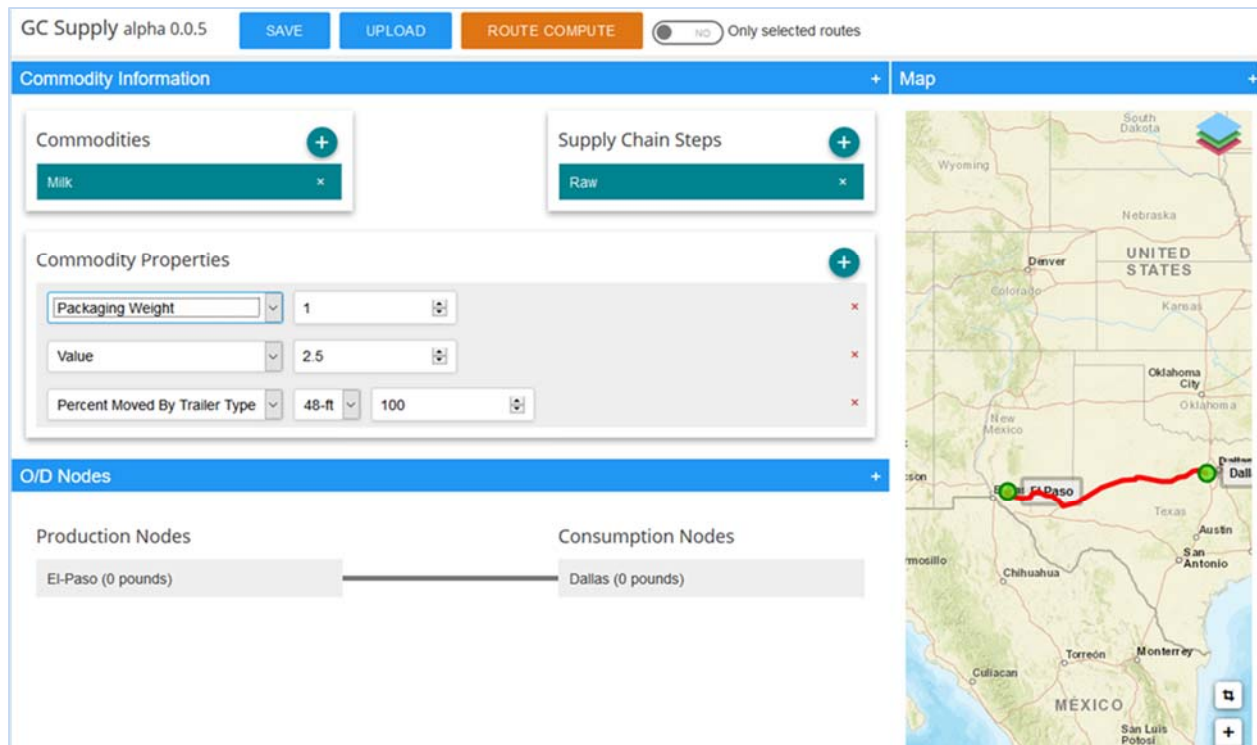 GC Supply alpha 0.0.5
SAVE
UPLOAD
ROUTE COMPUTE
NO
Only selected routes
Commodity Information
+
Map
+
Commodities
+
Milk
×
Supply Chain Steps
+
Raw
×
Commodity Properties
+
Packaging Weight
1
×
Value
2.5
×
Percent Moved By Trailer Type
48-ft
100
×
O/D Nodes
+
Production Nodes
Consumption Nodes
El-Paso (0 pounds)
Dallas (0 pounds)
South
Dakota
Wyoming
Nebraska
Denver
UNITED
STATES
Colorado
Kansas
Oklahoma
City
Oklahoma
New
Mexico
El Paso
Texas
Austin
San
Antonio
Chihuahua
Torreón
Monterrey
Culiacan
MÉXICO
San Luis
Potosi
+